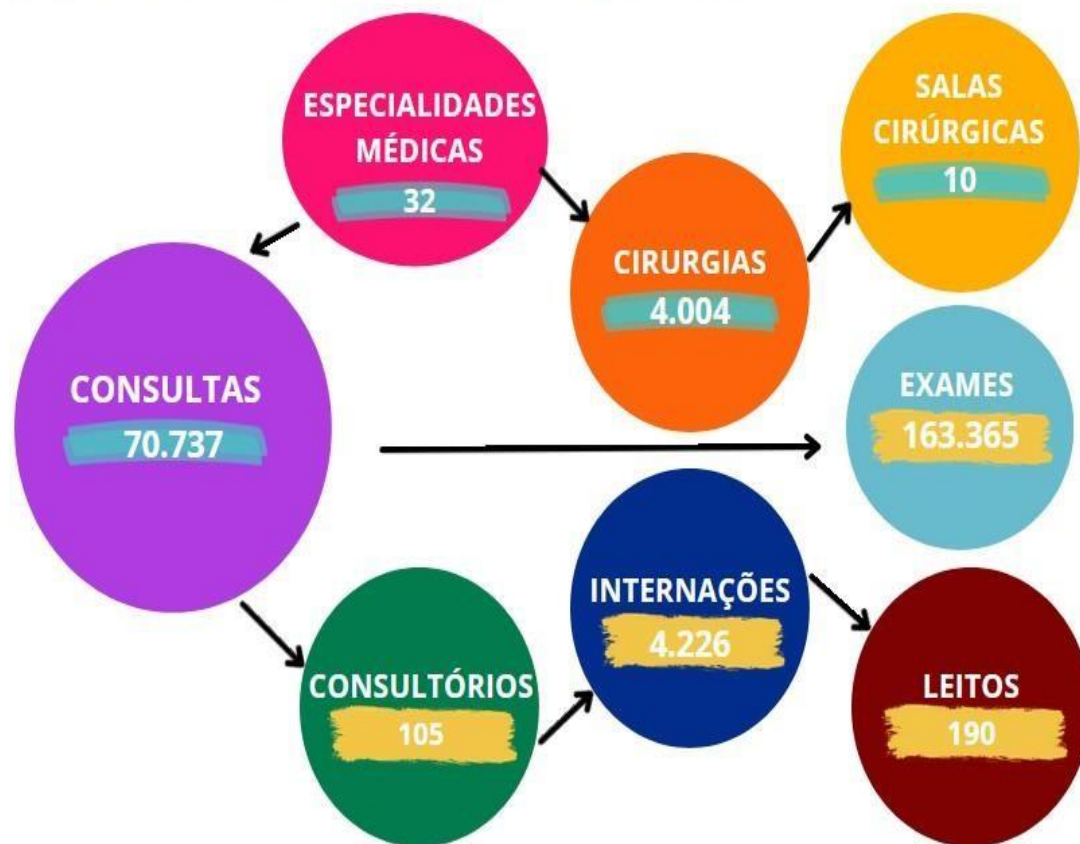 ESPECIALIDADES
MÉDICAS
32
SALAS
CIRÚRGICAS
10
CIRURGIAS
4.004
CONSULTAS
70.737
EXAMES
163.365
INTERNAÇÕES
4.226
CONSULTÓRIOS
105
LEITOS
190